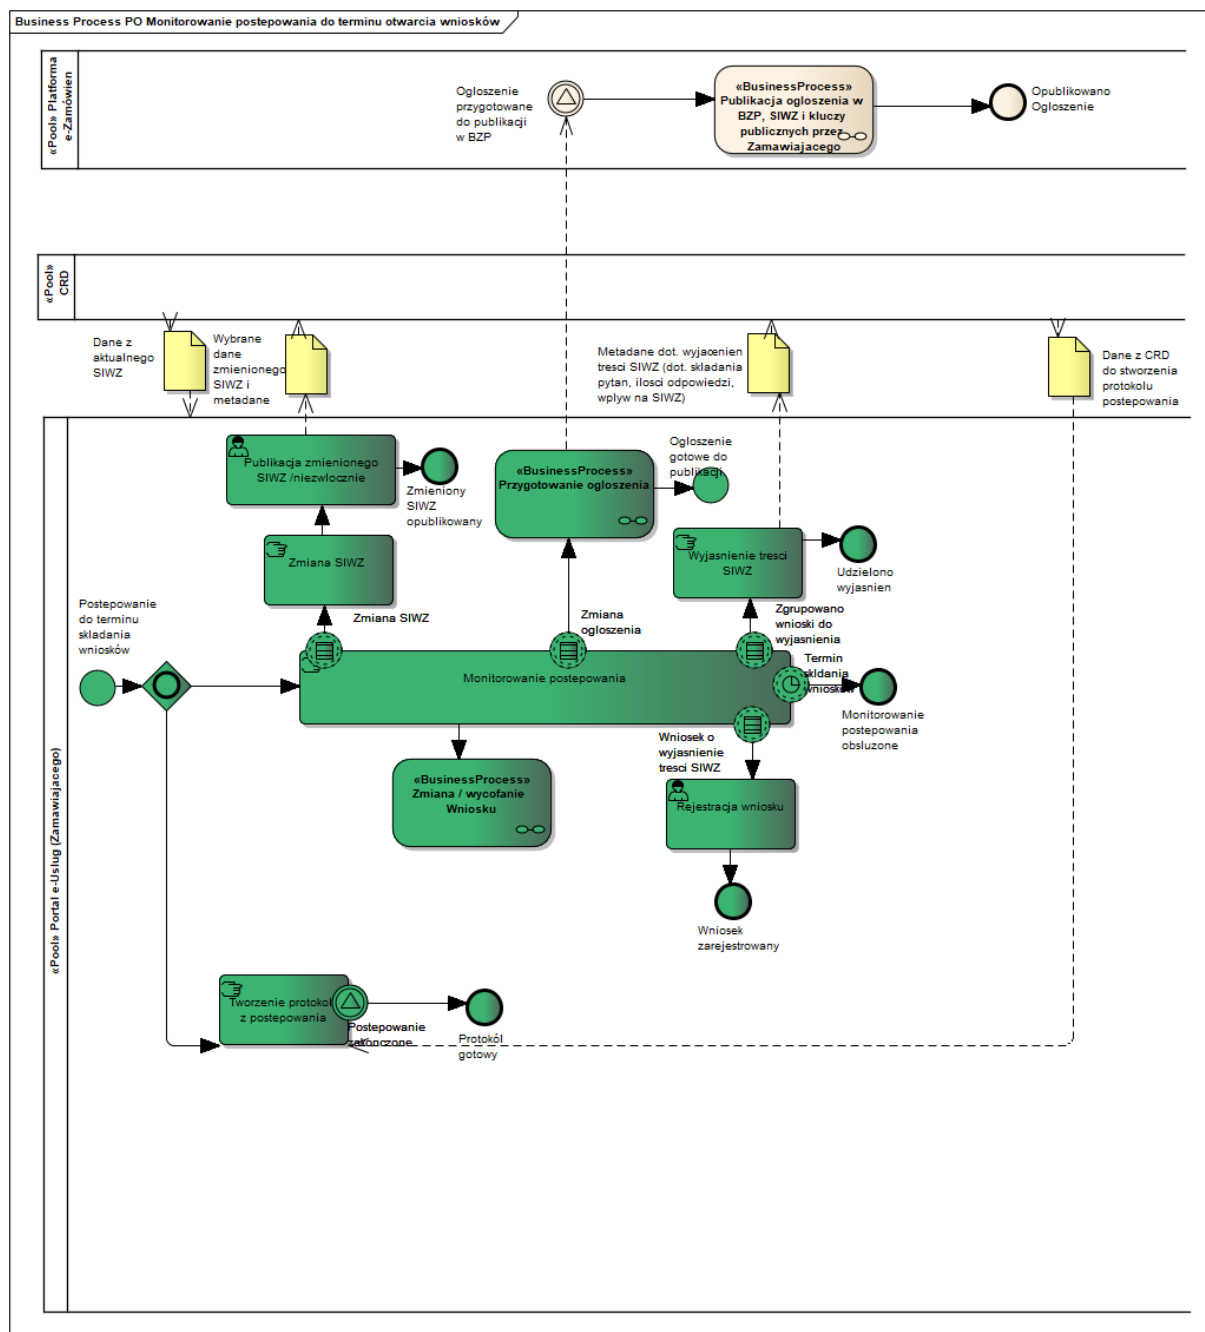 Business Process PO Monitorowanie postepowania do terminu otwarcia wniosków
«Pool» Platforma
e-Zamówien
Ogloszenie
przygotowane
do publikacji
w BZP
«BusinessProcess»
Publikacja ogloszenia w
BZP, SIWZ i kluczy
publicznych przez
Zamawiajacego
Opublikowano
Ogloszenie
«Pool»
CRD
Dane z
aktualnego
SIWZ
Wybrane
dane
zmienionego
SIWZ i
metadane
Metadane dot. wyjaœnien
tresci SIWZ (dot. skladania
pytan, ilosci odpowiedzi,
wplyw na SIWZ)
Dane z CRD
do stworzenia
protokolu
postepowania
«Pool» Portal e-Uslug (Zamawiajacego)
Publikacja zmienionego
SIWZ /niezwlocznie
Zmieniony
SIWZ
opublikowany
«BusinessProcess»
Przygotowanie ogloszenia
Ogloszenie
gotowe do
publikacji
Zmiana SIWZ
Wyjasnienie tresci
SIWZ
Udzielono
wyjasnien
Postepowanie
do terminu
skladania
wniosków
Zmiana SIWZ
Zmiana
ogloszenia
Zgrupowano
wnioski do
wyjasnienia
Termin
skldania
wniosków
Monitorowanie postepowania
Monitorowanie
postepowania
obsluzone
Wniosek o
wyjasnienie
tresci SIWZ
«BusinessProcess»
Zmiana / wycofanie
Wniosku
Rejestracja wniosku
Wniosek
zarejestrowany
Tworzenie protokol
z postepowania
Postepowanie
zakonczone
Protokól
gotowy